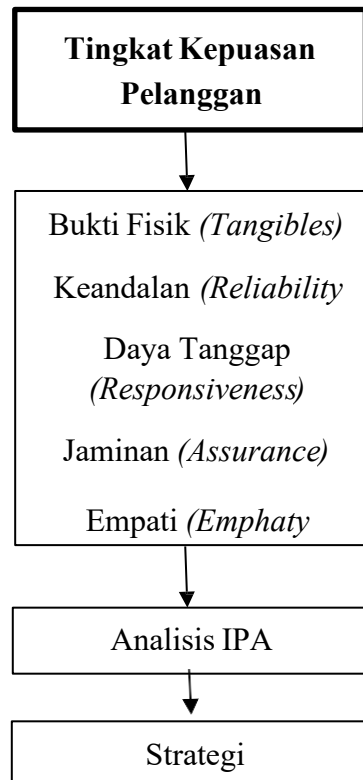 Tingkat Kepuasan
Pelanggan
Bukti Fisik (Tangibles)
Keandalan (Reliability
Daya Tanggap
(Responsiveness)
Jaminan (Assurance)
Empati (Emphaty
Analisis IPA
Strategi